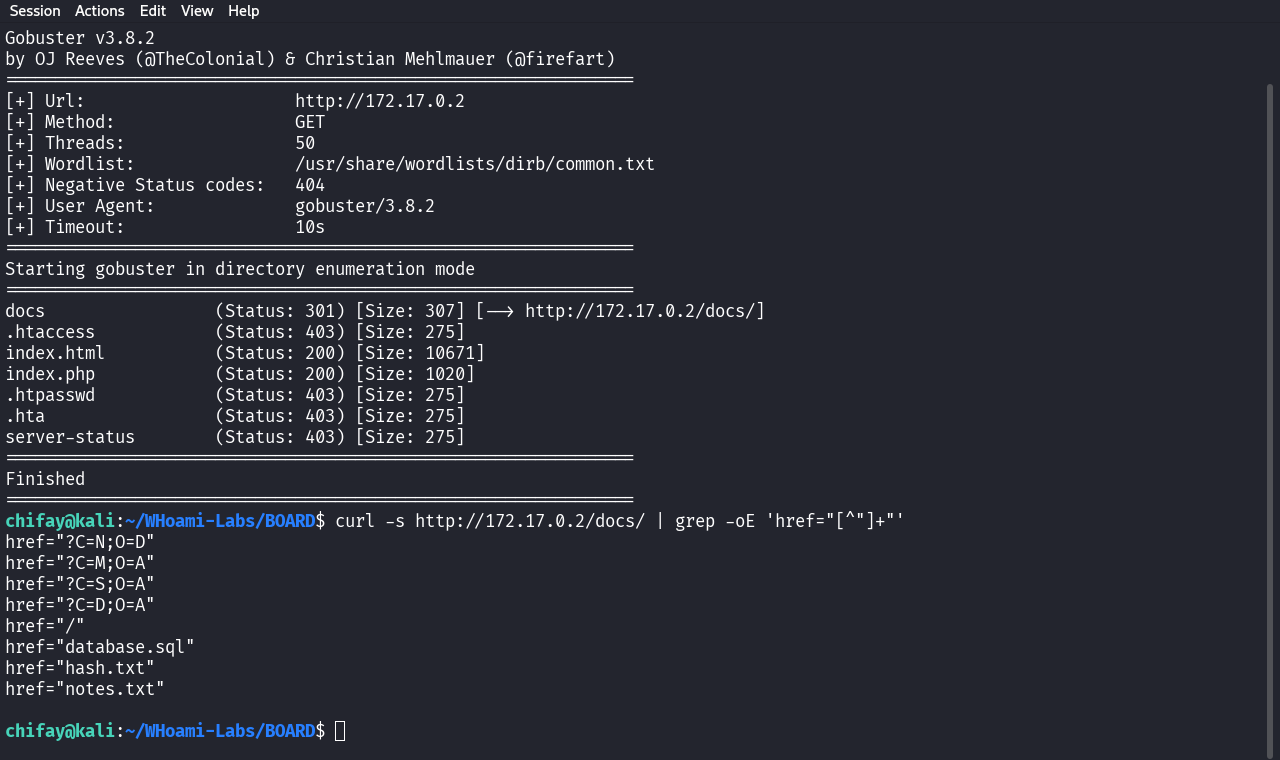 Session Actions Edit View Help
Gobuster v3.8.2
by OJ Reeves (@TheColonial) & Christian Mehlmauer (@firefart)
===============================================================
[+] Url:                     http://172.17.0.2
[+] Method:                  GET
[+] Threads:                 50
[+] Wordlist:                /usr/share/wordlists/dirb/common.txt
[+] Negative Status codes:   404
[+] User Agent:              gobuster/3.8.2
[+] Timeout:                 10s
===============================================================
Starting gobuster in directory enumeration mode
===============================================================
docs                 (Status: 301) [Size: 307] [--> http://172.17.0.2/docs/]
.htaccess            (Status: 403) [Size: 275]
index.html           (Status: 200) [Size: 10671]
index.php            (Status: 200) [Size: 1020]
.htpasswd            (Status: 403) [Size: 275]
.hta                 (Status: 403) [Size: 275]
server-status        (Status: 403) [Size: 275]
===============================================================
Finished
===============================================================
chifay@kali:~/WHoami-Labs/BOARD$ curl -s http://172.17.0.2/docs/ | grep -oE 'href="[^"]+"'
href="?C=N;O=D"
href="?C=M;O=A"
href="?C=S;O=A"
href="?C=D;O=A"
href="/"
href="database.sql"
href="hash.txt"
href="notes.txt"
chifay@kali:~/WHoami-Labs/BOARD$